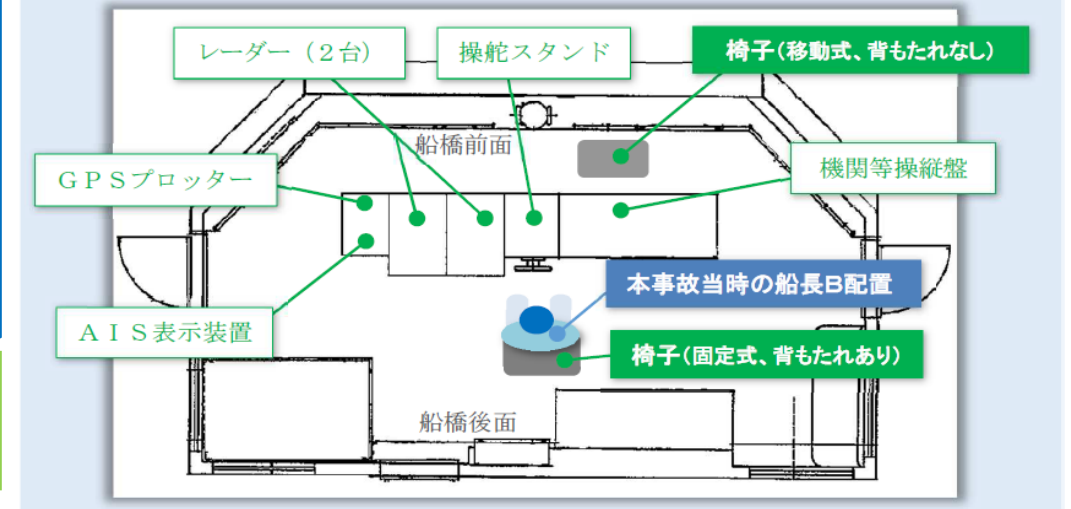 レーダー（２台）
操舵スタンド
椅子（移動式、背もたれなし）
船橋前面
ＧＰＳプロッター
機関等操縦盤
本事故当時の船長Ｂ配置
ＡＩＳ表示装置
椅子（固定式、背もたれあり）
船橋後面